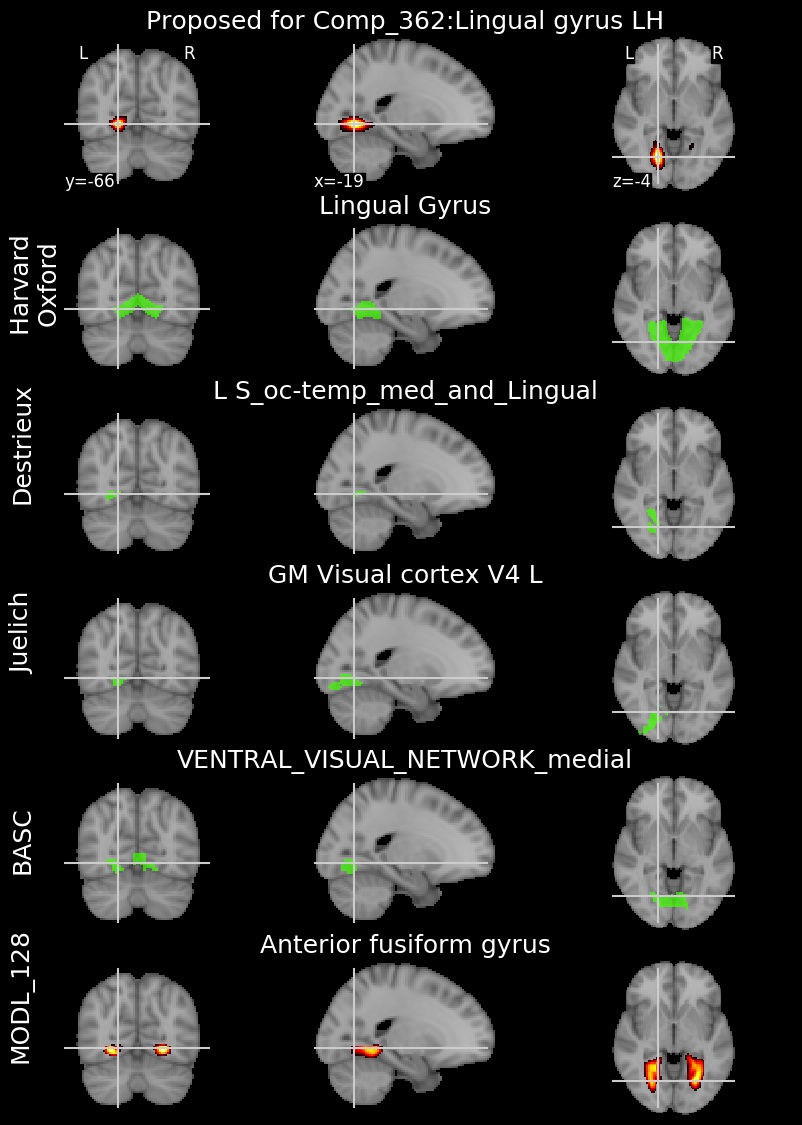 Proposed for Comp_362:Lingual gyrus LH
L R L R
y=-66 x=-19 z=-4
Lingual Gyrus
Harvard
Oxford
L S_oc-temp_med_and_Lingual
Destrieux
GM Visual cortex V4 L
Juelich
VENTRAL_VISUAL_NETWORK_medial
BASC
Anterior fusiform gyrus
MODL_128